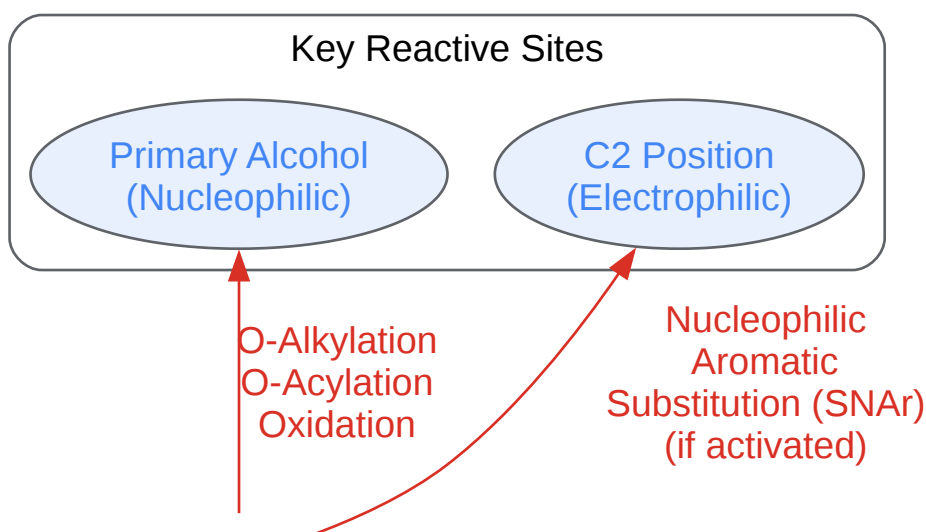 Key Reactive Sites
Primary Alcohol
(Nucleophilic)
C2 Position
(Electrophilic)
O-Alkylation
O-Acylation
Oxidation
Nucleophilic
Aromatic
Substitution (SNAr)
(if activated)